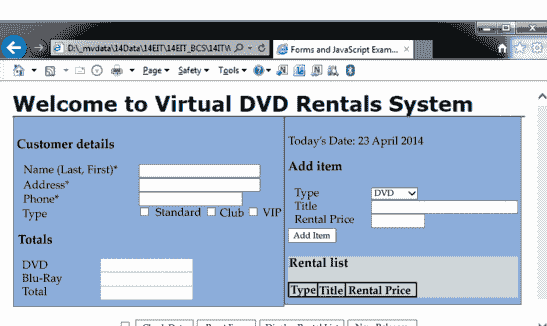 D:\_mvdata\14Data\14EIT\14EIT_BCS\14ITW
Forms and JavaScript Exam...
Page Safety Tools
Welcome to Virtual DVD Rentals System
Customer details
Name (Last, First)*
Address*
Phone*
Type Standard Club VIP
Totals
DVD
Blu-Ray
Total
Today's Date: 23 April 2014
Add item
Type DVD
Title
Rental Price
Add Item
Rental list
Type Title Rental Price